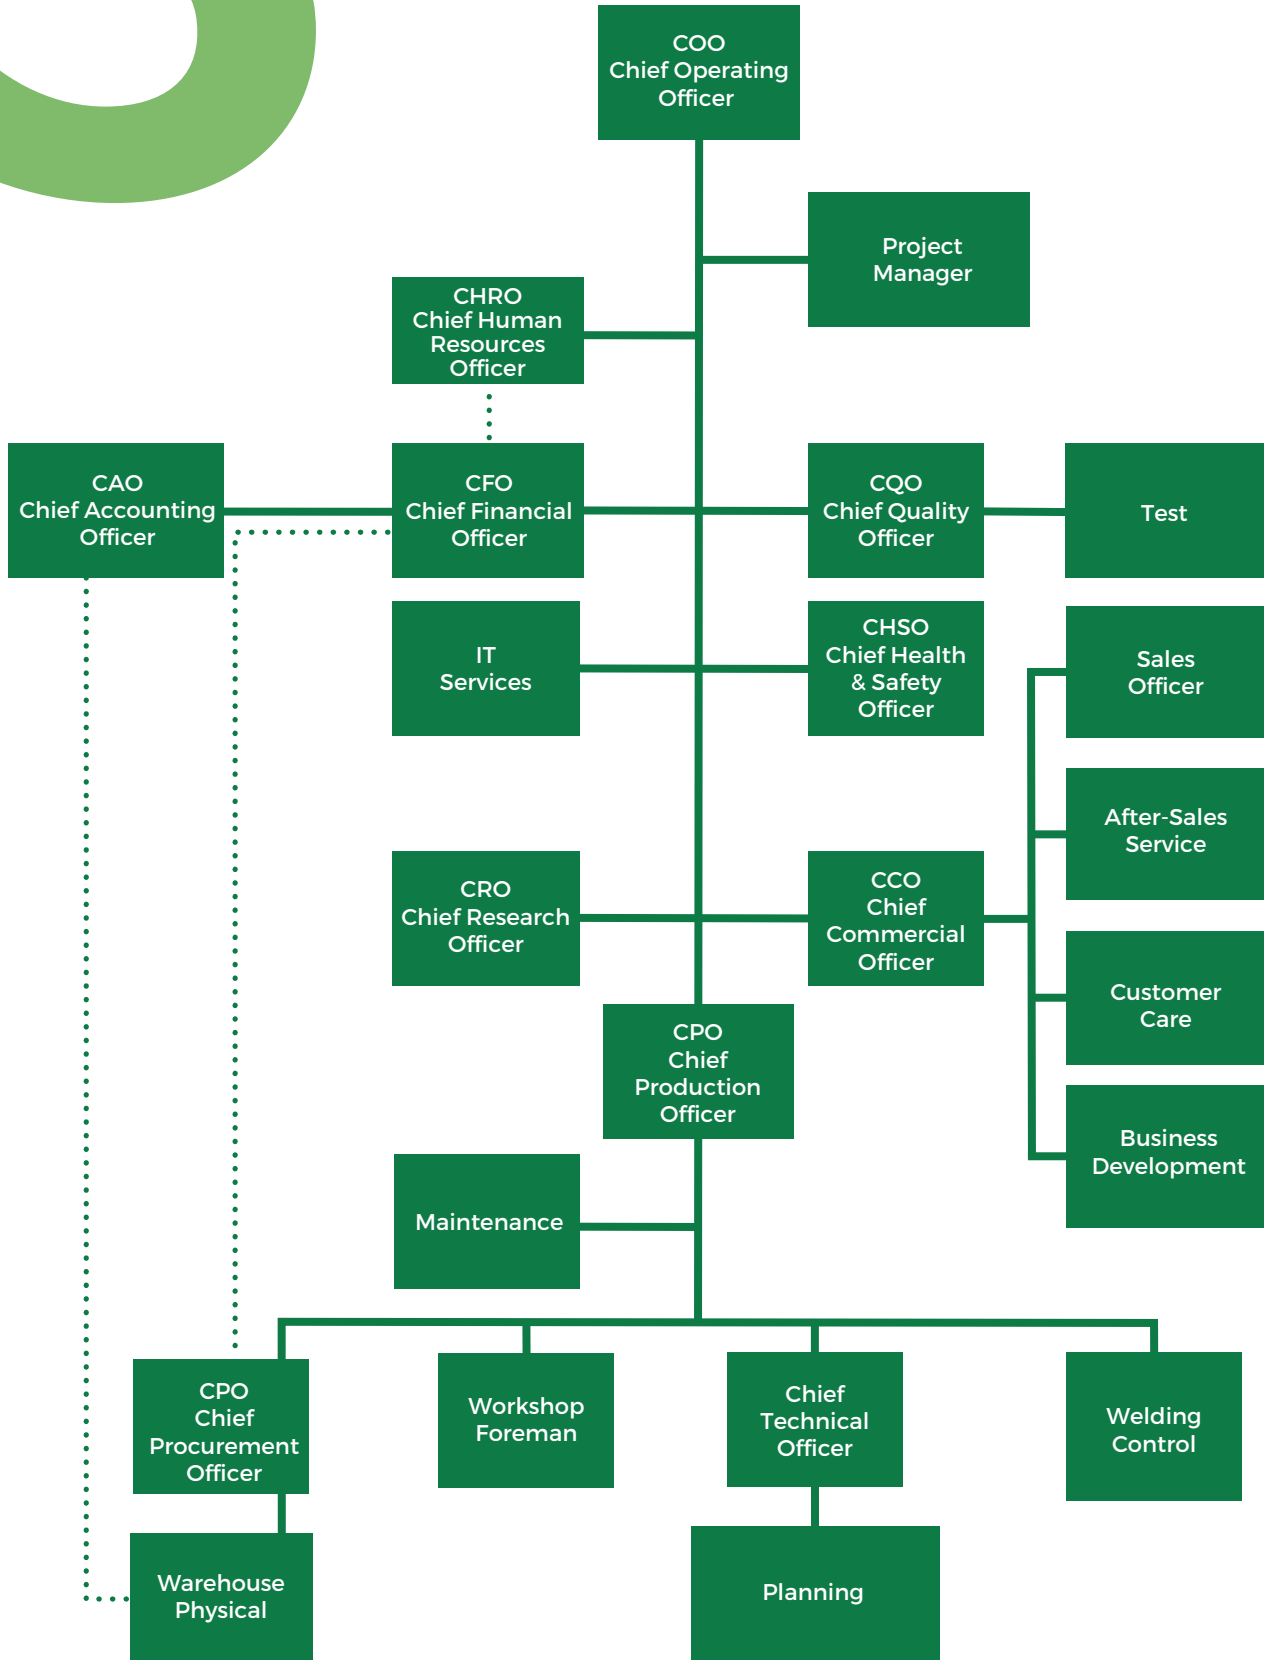 COO
Chief Operating
Officer
Project
Manager
CHRO
Chief Human
Resources
Officer
CAO
Chief Accounting
Officer
CFO
Chief Financial
Officer
CQO
Chief Quality
Officer
Test
IT
Services
CHSO
Chief Health
& Safety
Officer
Sales
Officer
After-Sales
Service
CRO
Chief Research
Officer
CCO
Chief
Commercial
Officer
Customer
Care
CPO
Chief
Production
Officer
Business
Development
Maintenance
CPO
Chief
Procurement
Officer
Workshop
Foreman
Chief
Technical
Officer
Welding
Control
Warehouse
Physical
Planning